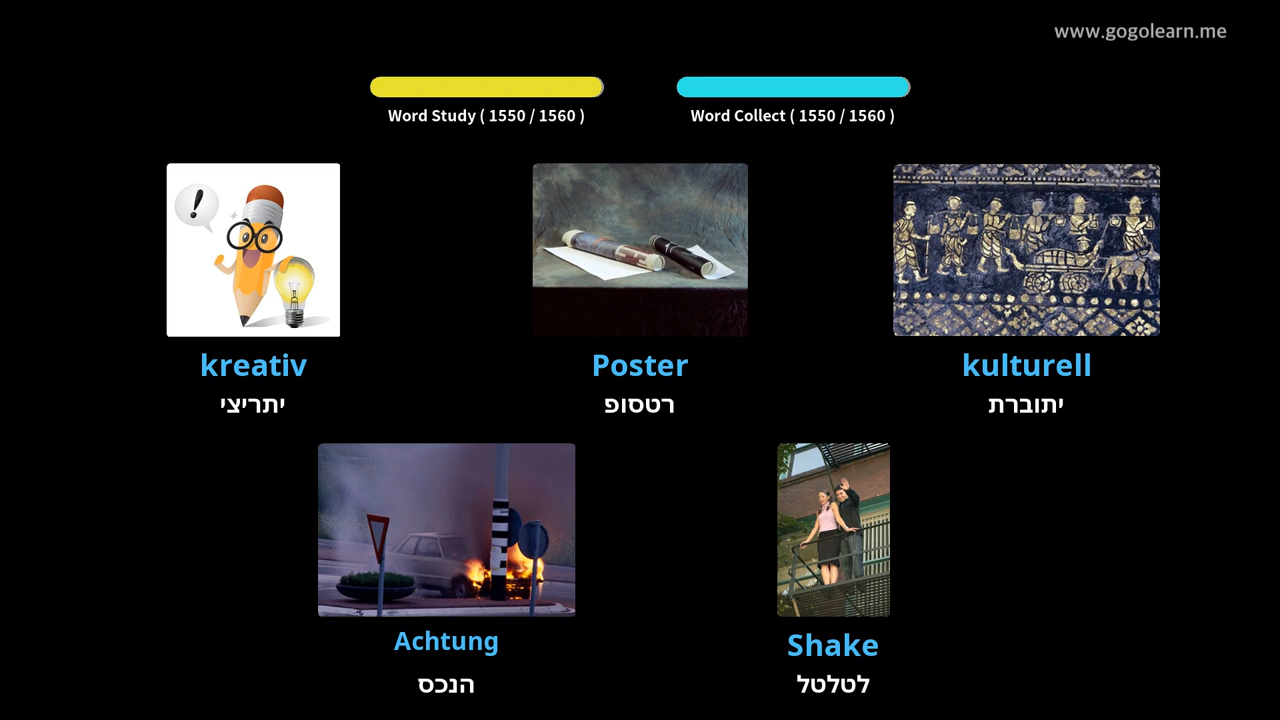 www.gogolearn.me
Word Study ( 1550 / 1560 )
Word Collect ( 1550 / 1560 )
kreativ
יתריצי
Poster
רטסופ
kulturell
יתוברת
Achtung
הנכס
Shake
לטלטל